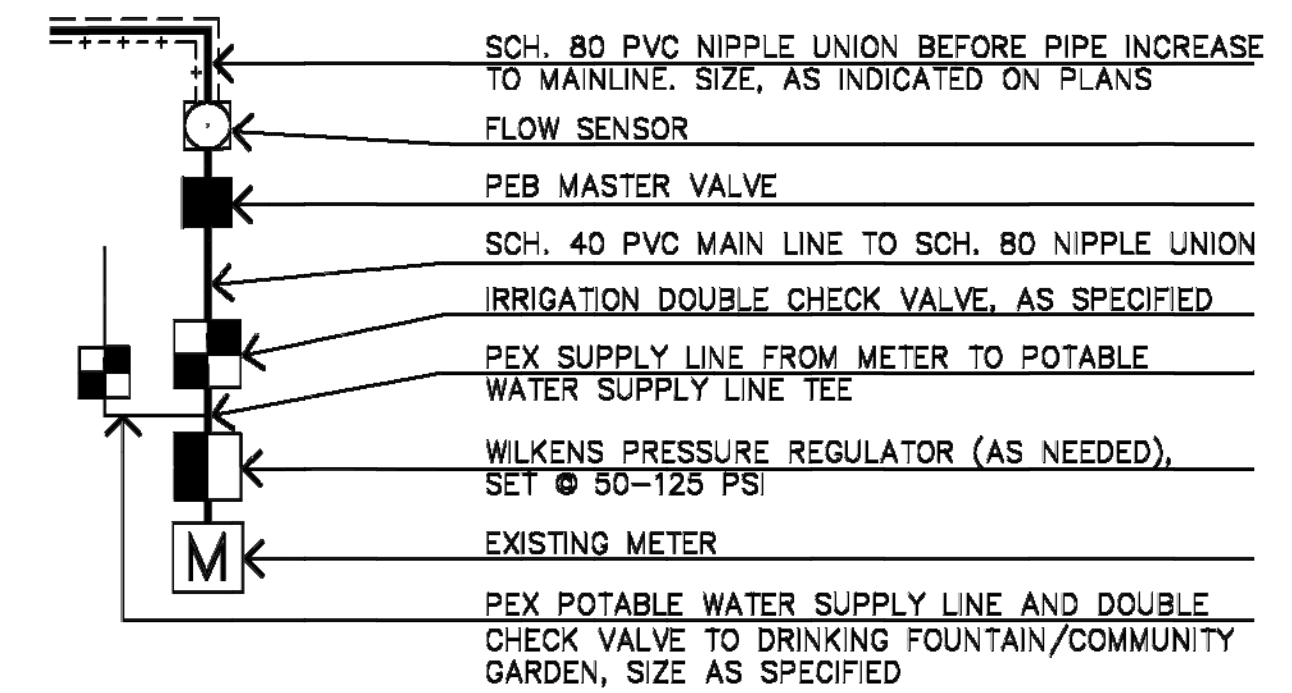 SCH. 80 PVC NIPPLE UNION BEFORE PIPE INCREASE
TO MAINLINE. SIZE, AS INDICATED ON PLANS
FLOW SENSOR
PEB MASTER VALVE
SCH. 40 PVC MAIN LINE TO SCH. 80 NIPPLE UNION
IRRIGATION DOUBLE CHECK VALVE, AS SPECIFIED
PEX SUPPLY LINE FROM METER TO POTABLE
WATER SUPPLY LINE TEE
WILKENS PRESSURE REGULATOR (AS NEEDED),
SET @ 50-125 PSI
M
EXISTING METER
PEX POTABLE WATER SUPPLY LINE AND DOUBLE
CHECK VALVE TO DRINKING FOUNTAIN/COMMUNITY
GARDEN, SIZE AS SPECIFIED